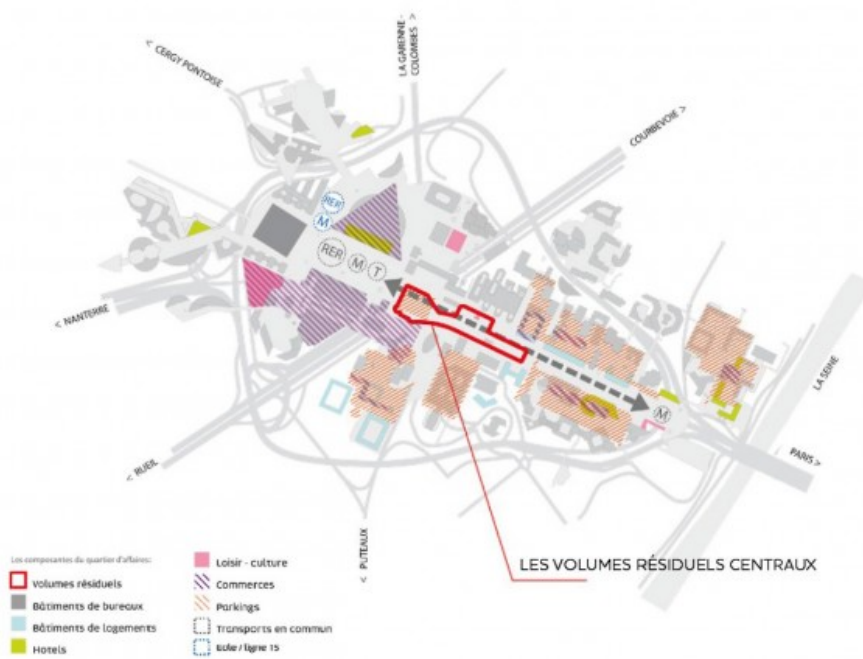 < CERGY PONTOISE
LA GARENNE -
COLOMBES >
COURBEVOIE >
RER
M
RER
M
T
< NANTERRE
< RUEIL
< PUTEAUX
M
LA SEINE
PARIS >
LES VOLUMES RÉSIDUELS CENTRAUX
Les composantes du quartier d'affaires:
Volumes résiduels
Bâtiments de bureaux
Bâtiments de logements
Hotels
Loisir - culture
Commerces
Parkings
Transports en commun
Eole / ligne 15